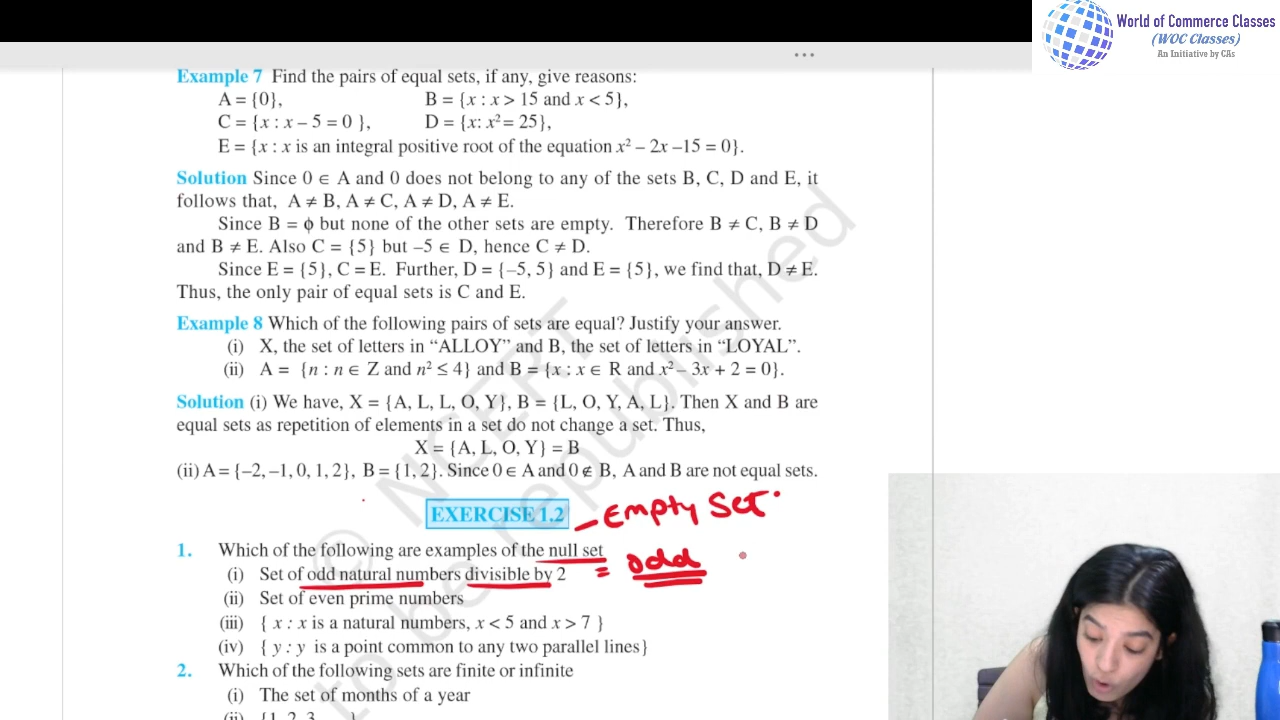 World of Commerce Classes
(WOC Classes)
An Initiative by CAs
Example 7 Find the pairs of equal sets, if any, give reasons:
A = {0}, B = {x : x > 15 and x < 5},
C = {x : x – 5 = 0 }, D = {x: x² = 25},
E = {x : x is an integral positive root of the equation x² – 2x –15 = 0}.
Solution Since 0 ∈ A and 0 does not belong to any of the sets B, C, D and E, it
follows that, A ≠ B, A ≠ C, A ≠ D, A ≠ E.
Since B = ϕ but none of the other sets are empty. Therefore B ≠ C, B ≠ D
and B ≠ E. Also C = {5} but –5 ∈ D, hence C ≠ D.
Since E = {5}, C = E. Further, D = {–5, 5} and E = {5}, we find that, D ≠ E.
Thus, the only pair of equal sets is C and E.
Example 8 Which of the following pairs of sets are equal? Justify your answer.
(i) X, the set of letters in “ALLOY” and B, the set of letters in “LOYAL”.
(ii) A = {n : n ∈ Z and n² ≤ 4} and B = {x : x ∈ R and x² – 3x + 2 = 0}.
Solution (i) We have, X = {A, L, L, O, Y}, B = {L, O, Y, A, L}. Then X and B are
equal sets as repetition of elements in a set do not change a set. Thus,
X = {A, L, O, Y} = B
(ii) A = {–2, –1, 0, 1, 2}, B = {1, 2}. Since 0 ∈ A and 0 ∉ B, A and B are not equal sets.
EXERCISE 1.2 – Empty Set
1. Which of the following are examples of the null set
(i) Set of odd natural numbers divisible by 2 = odd
(ii) Set of even prime numbers
(iii) { x : x is a natural numbers, x < 5 and x > 7 }
(iv) { y : y is a point common to any two parallel lines}
2. Which of the following sets are finite or infinite
(i) The set of months of a year
(ii) {1, 2, 3,
© NCERT
not to be republished